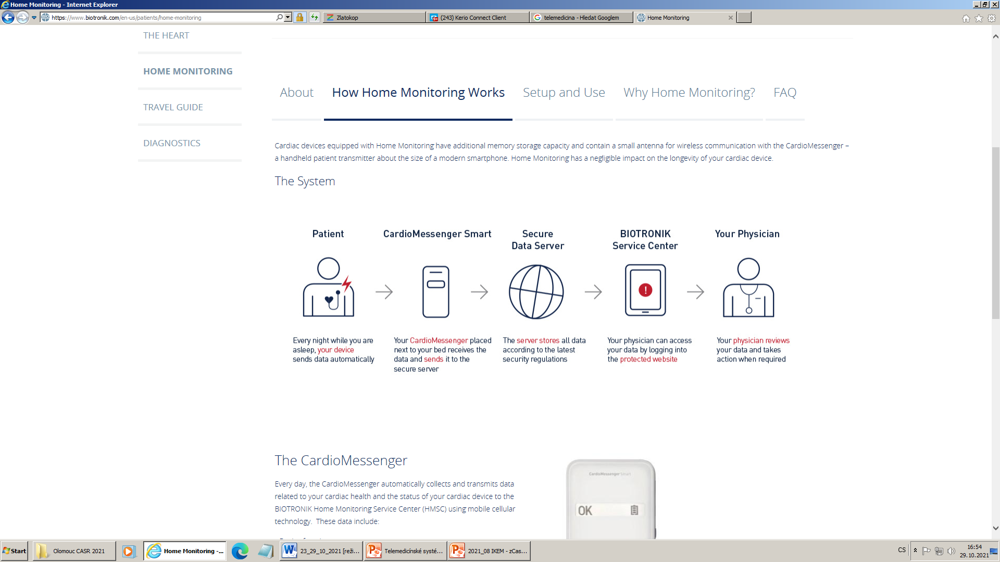 Home Monitoring - Internet Explorer
https://www.biotronik.com/en-us/patients/home-monitoring
Zlatokop
(243) Kerio Connect Client
telemedicina - Hledat Googlem
Home Monitoring
THE HEART
HOME MONITORING
TRAVEL GUIDE
DIAGNOSTICS
About
How Home Monitoring Works
Setup and Use
Why Home Monitoring?
FAQ
Cardiac devices equipped with Home Monitoring have additional memory storage capacity and contain a small antenna for wireless communication with the CardioMessenger –
a handheld patient transmitter about the size of a modern smartphone. Home Monitoring has a negligible impact on the longevity of your cardiac device.
The System
Patient
Every night while you are
asleep, your device
sends data automatically
CardioMessenger Smart
Your CardioMessenger placed
next to your bed receives the
data and sends it to the
secure server
Secure
Data Server
The server stores all data
according to the latest
security regulations
BIOTRONIK
Service Center
!
Your physician can access
your data by logging into
the protected website
Your Physician
Your physician reviews
your data and takes
action when required
The CardioMessenger
Every day, the CardioMessenger automatically collects and transmits data
related to your cardiac health and the status of your cardiac device to the
BIOTRONIK Home Monitoring Service Center (HMSC) using mobile cellular
technology.  These data include:
CardioMessenger Smart
OK
Start
Olomouc CASR 2021
Home Monitoring -...
23_29_10_2021 [reži...
Telemedicínské systé...
2021_08 IKEM - zCas...
CS
16:54
29.10.2021